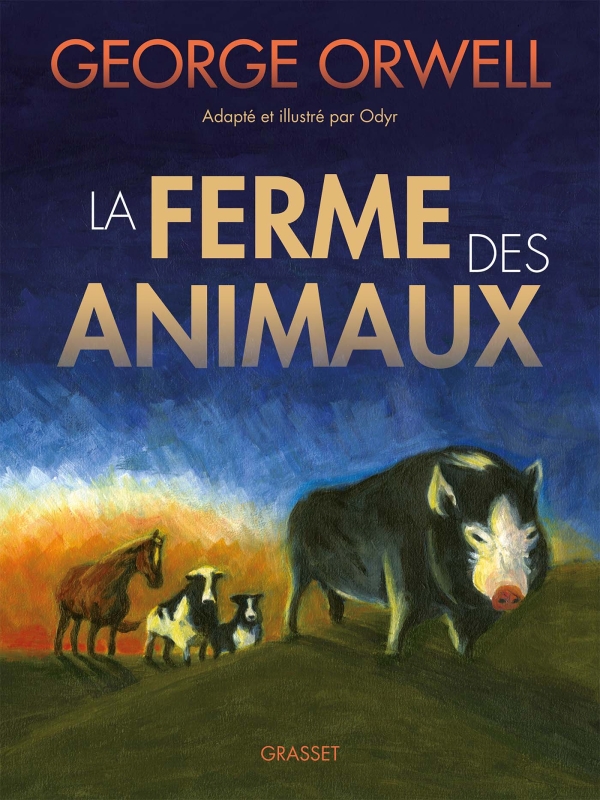 GEORGE ORWELL
Adapté et illustré par Odyr
LA FERME DES
ANIMAUX
GRASSET